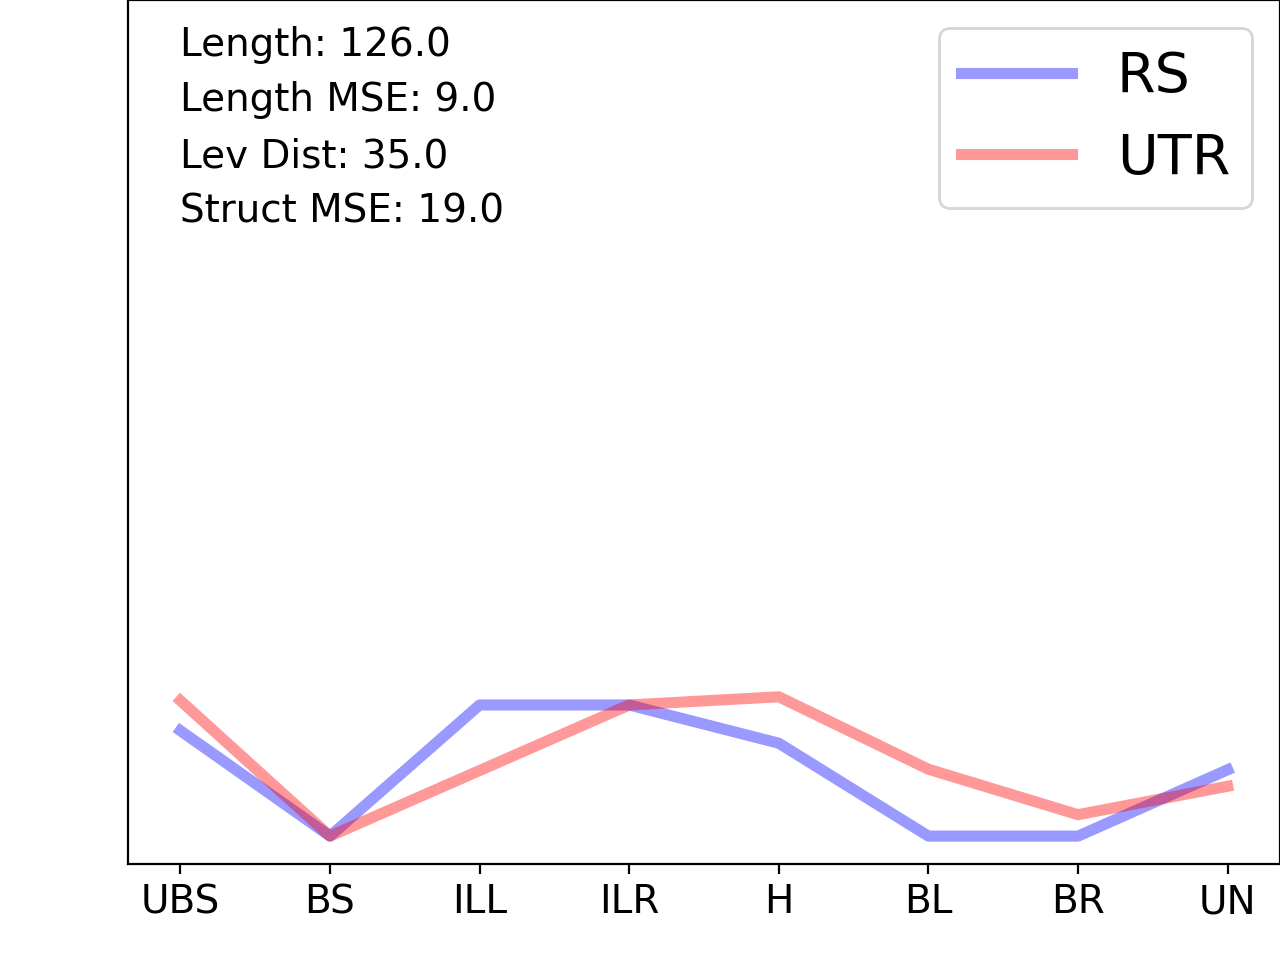 Length: 126.0
Length MSE: 9.0
Lev Dist: 35.0
Struct MSE: 19.0
RS
UTR
UBS BS ILL ILR H BL BR UN